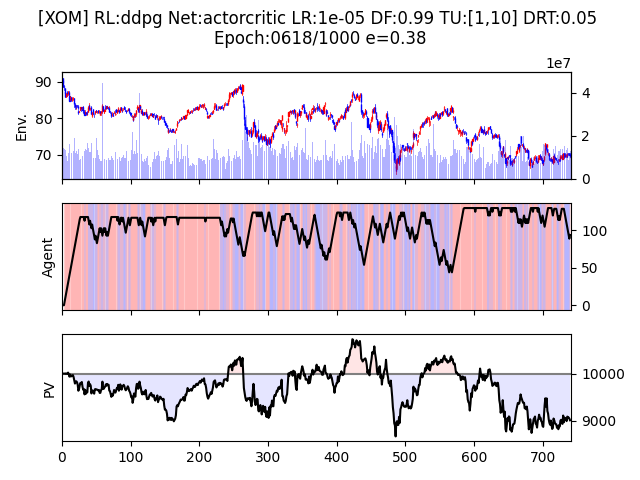 [XOM] RL:ddpg Net:actorcritic LR:1e-05 DF:0.99 TU:[1,10] DRT:0.05
Epoch:0618/1000 e=0.38
1e7
90
80
70
Env.
4
2
0
Agent
100
50
0
PV
10000
9000
0 100 200 300 400 500 600 700